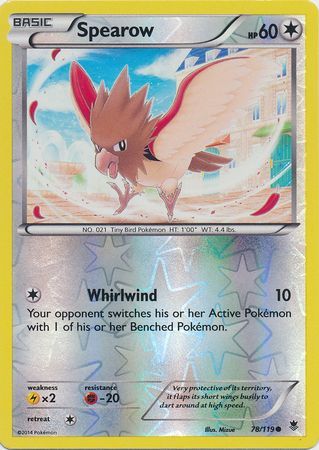 BASIC
Spearow
HP60
NO. 021 Tiny Bird Pokémon HT: 1'00" WT: 4.4 lbs.
Whirlwind 10
Your opponent switches his or her Active Pokémon
with 1 of his or her Benched Pokémon.
weakness resistance
×2 -20
retreat
Very protective of its territory,
it flaps its short wings busily to
dart around at high speed.
©2014 Pokémon Illus. Mizue 78/119